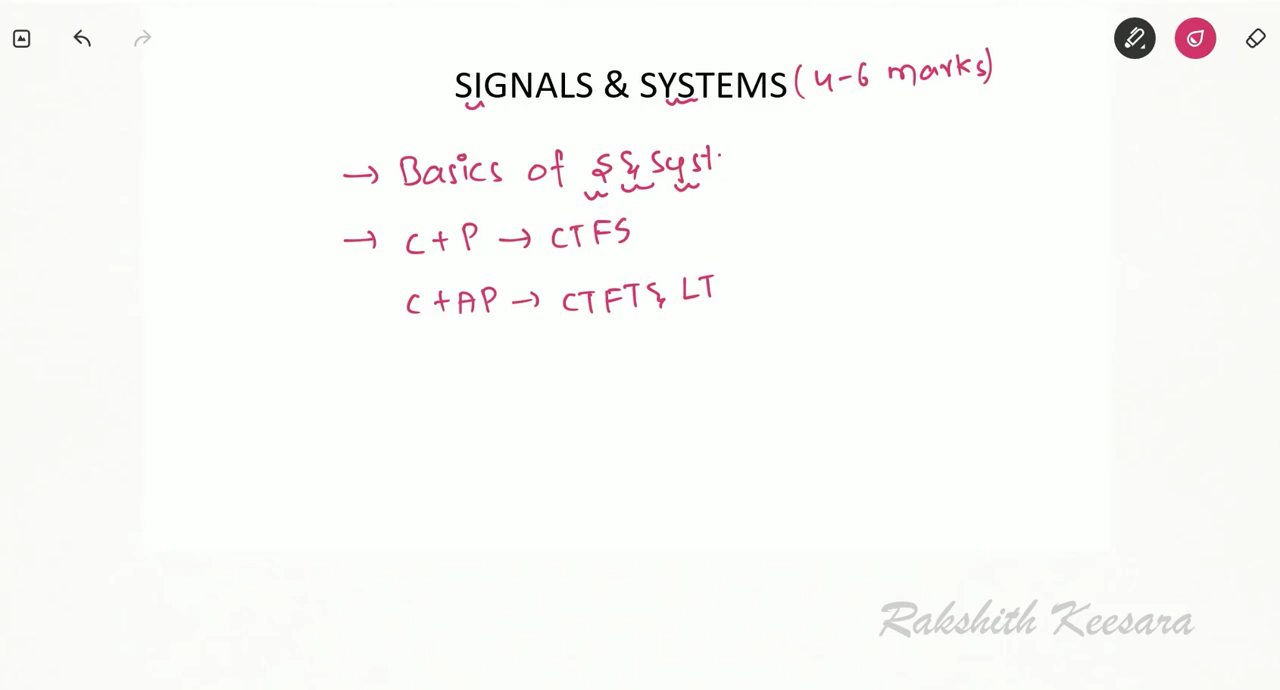 SIGNALS & SYSTEMS (4-6 marks)
→ Basics of S & Syst.
→ C + P → CTFS
C + AP → CTFT & LT
Rakshith Keesara